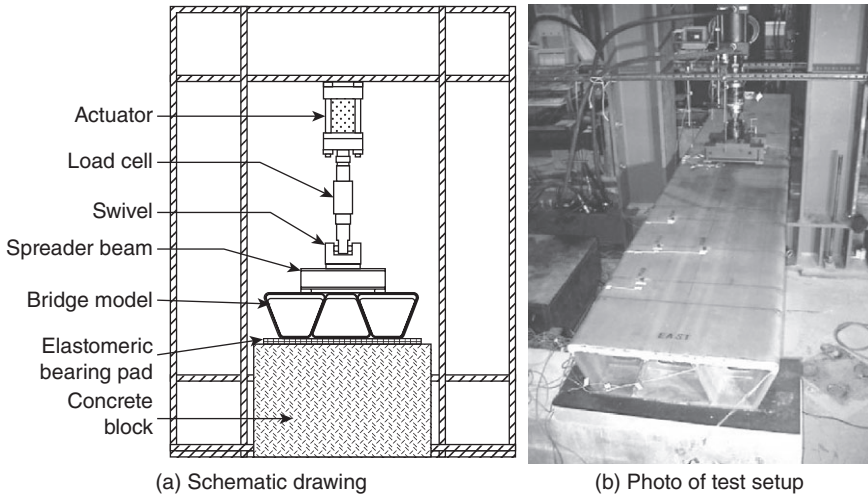 Actuator
Load cell
Swivel
Spreader beam
Bridge model
Elastomeric
bearing pad
Concrete
block
EAST
(a) Schematic drawing
(b) Photo of test setup